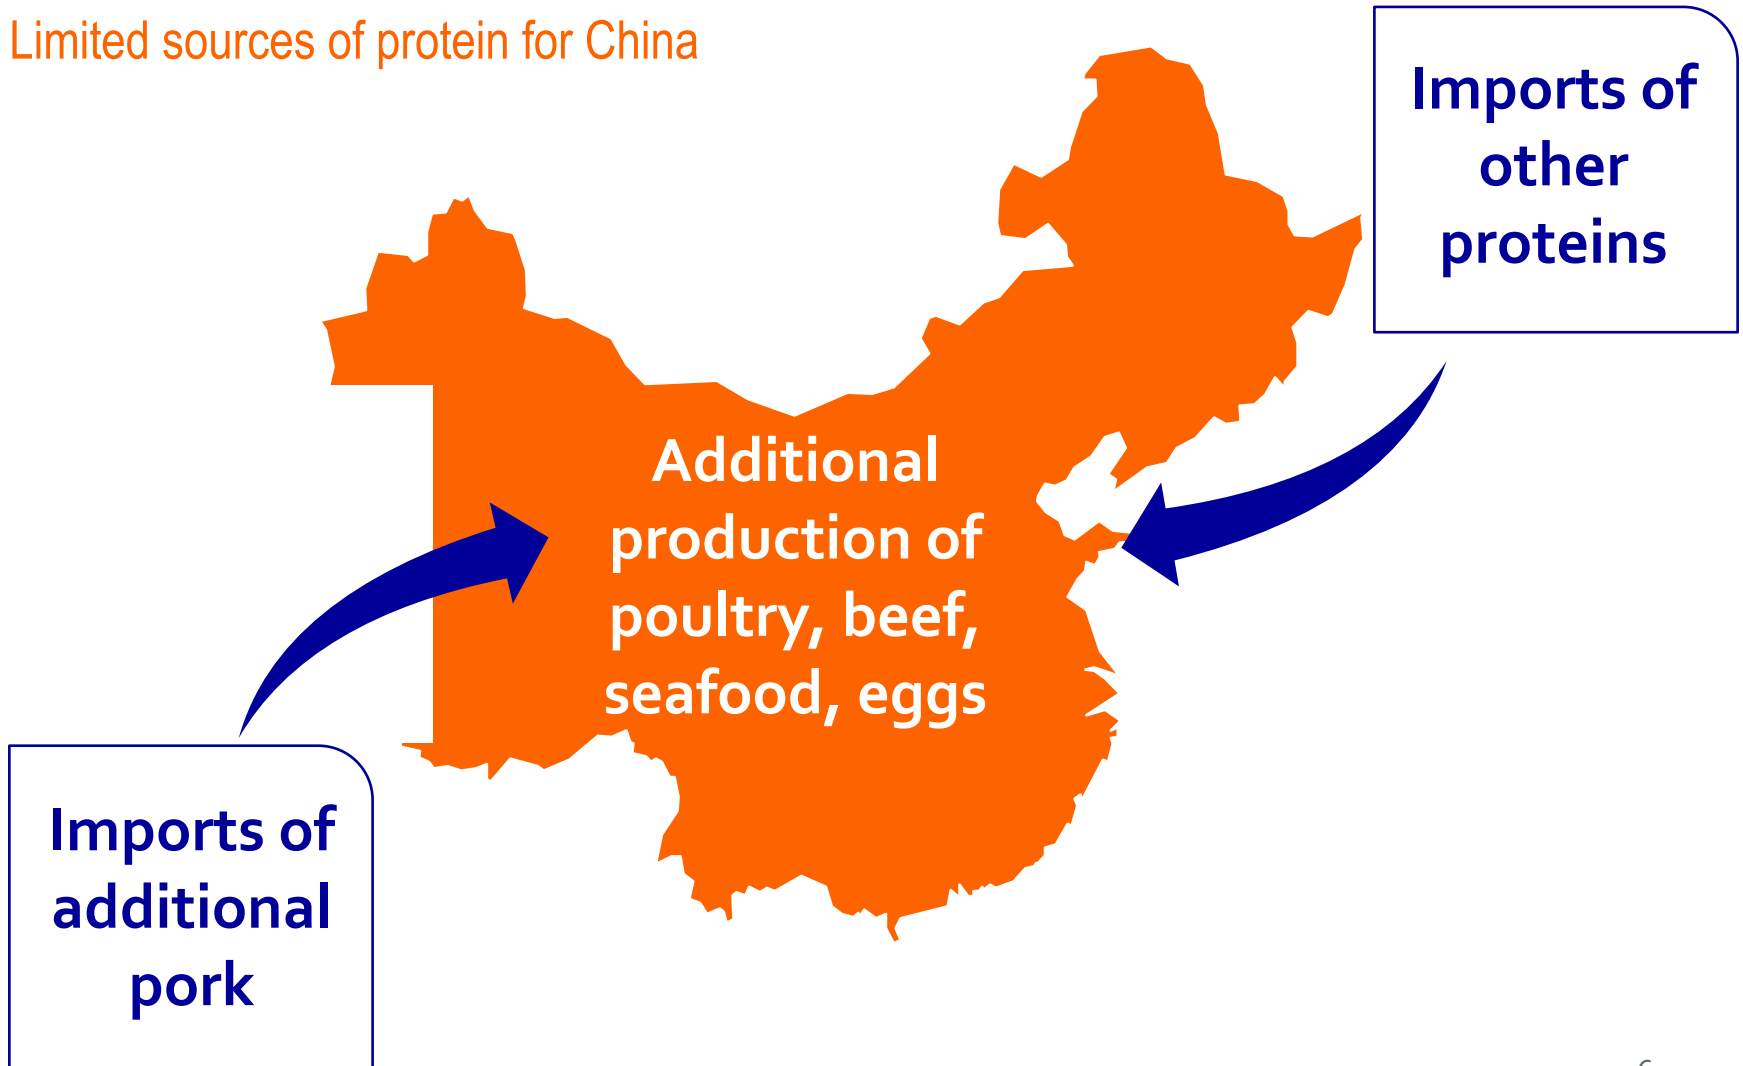 Limited sources of protein for China
Imports of
other
proteins
Additional
production of
poultry, beef,
seafood, eggs
Imports of
additional
pork